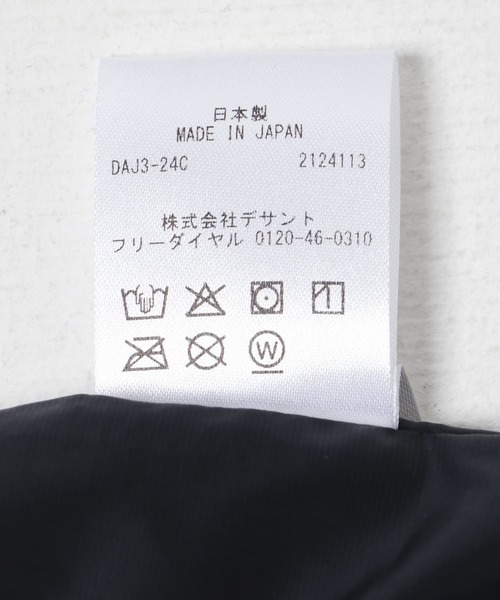 日本製
MADE IN JAPAN
DAJ3-24C 2124113
株式会社デサント
フリーダイヤル 0120-46-0310
W